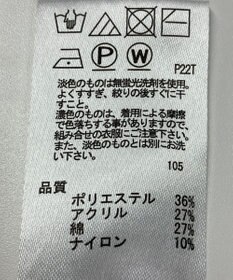 P22T
淡色のものは無蛍光洗剤を使用。
よくすすぎ、絞りの後すぐに干
すこと。
濃色のものは、着用による摩擦
で色落ちする事がありますので、
組み合せの衣服にご注意下さい。
また、淡色のものとは別に洗っ
て下さい。
105
品質
ポリエステル 36%
アクリル 27%
綿 27%
ナイロン 10%